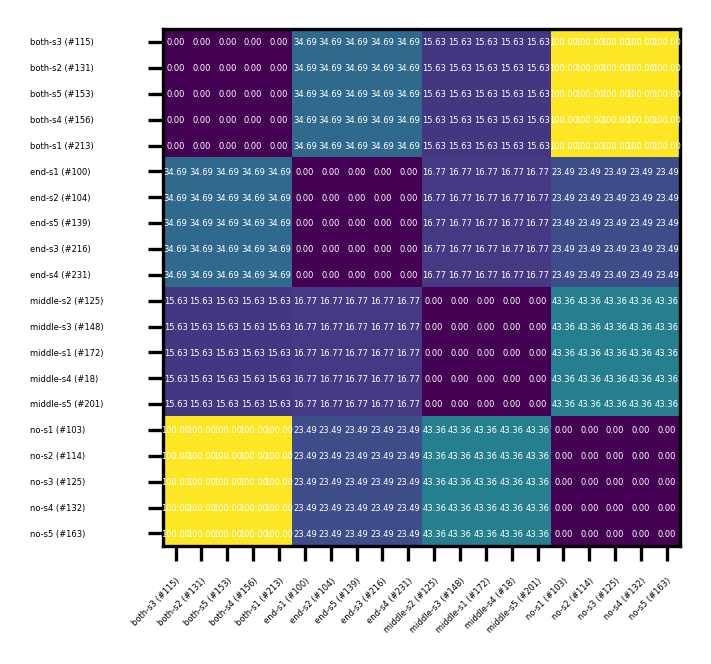 both-s3 (#115) 0.00 0.00 0.00 0.00 0.00 34.69 34.69 34.69 34.69 34.69 15.63 15.63 15.63 15.63 15.63 100.00 100.00 100.00 100.00 100.00
both-s2 (#131) 0.00 0.00 0.00 0.00 0.00 34.69 34.69 34.69 34.69 34.69 15.63 15.63 15.63 15.63 15.63 100.00 100.00 100.00 100.00 100.00
both-s5 (#153) 0.00 0.00 0.00 0.00 0.00 34.69 34.69 34.69 34.69 34.69 15.63 15.63 15.63 15.63 15.63 100.00 100.00 100.00 100.00 100.00
both-s4 (#156) 0.00 0.00 0.00 0.00 0.00 34.69 34.69 34.69 34.69 34.69 15.63 15.63 15.63 15.63 15.63 100.00 100.00 100.00 100.00 100.00
both-s1 (#213) 0.00 0.00 0.00 0.00 0.00 34.69 34.69 34.69 34.69 34.69 15.63 15.63 15.63 15.63 15.63 100.00 100.00 100.00 100.00 100.00
end-s1 (#100) 34.69 34.69 34.69 34.69 34.69 0.00 0.00 0.00 0.00 0.00 16.77 16.77 16.77 16.77 16.77 23.49 23.49 23.49 23.49 23.49
end-s2 (#104) 34.69 34.69 34.69 34.69 34.69 0.00 0.00 0.00 0.00 0.00 16.77 16.77 16.77 16.77 16.77 23.49 23.49 23.49 23.49 23.49
end-s5 (#139) 34.69 34.69 34.69 34.69 34.69 0.00 0.00 0.00 0.00 0.00 16.77 16.77 16.77 16.77 16.77 23.49 23.49 23.49 23.49 23.49
end-s3 (#216) 34.69 34.69 34.69 34.69 34.69 0.00 0.00 0.00 0.00 0.00 16.77 16.77 16.77 16.77 16.77 23.49 23.49 23.49 23.49 23.49
end-s4 (#231) 34.69 34.69 34.69 34.69 34.69 0.00 0.00 0.00 0.00 0.00 16.77 16.77 16.77 16.77 16.77 23.49 23.49 23.49 23.49 23.49
middle-s2 (#125) 15.63 15.63 15.63 15.63 15.63 16.77 16.77 16.77 16.77 16.77 0.00 0.00 0.00 0.00 0.00 43.36 43.36 43.36 43.36 43.36
middle-s3 (#148) 15.63 15.63 15.63 15.63 15.63 16.77 16.77 16.77 16.77 16.77 0.00 0.00 0.00 0.00 0.00 43.36 43.36 43.36 43.36 43.36
middle-s1 (#172) 15.63 15.63 15.63 15.63 15.63 16.77 16.77 16.77 16.77 16.77 0.00 0.00 0.00 0.00 0.00 43.36 43.36 43.36 43.36 43.36
middle-s4 (#18) 15.63 15.63 15.63 15.63 15.63 16.77 16.77 16.77 16.77 16.77 0.00 0.00 0.00 0.00 0.00 43.36 43.36 43.36 43.36 43.36
middle-s5 (#201) 15.63 15.63 15.63 15.63 15.63 16.77 16.77 16.77 16.77 16.77 0.00 0.00 0.00 0.00 0.00 43.36 43.36 43.36 43.36 43.36
no-s1 (#103) 100.00 100.00 100.00 100.00 100.00 23.49 23.49 23.49 23.49 23.49 43.36 43.36 43.36 43.36 43.36 0.00 0.00 0.00 0.00 0.00
no-s2 (#114) 100.00 100.00 100.00 100.00 100.00 23.49 23.49 23.49 23.49 23.49 43.36 43.36 43.36 43.36 43.36 0.00 0.00 0.00 0.00 0.00
no-s3 (#125) 100.00 100.00 100.00 100.00 100.00 23.49 23.49 23.49 23.49 23.49 43.36 43.36 43.36 43.36 43.36 0.00 0.00 0.00 0.00 0.00
no-s4 (#132) 100.00 100.00 100.00 100.00 100.00 23.49 23.49 23.49 23.49 23.49 43.36 43.36 43.36 43.36 43.36 0.00 0.00 0.00 0.00 0.00
no-s5 (#163) 100.00 100.00 100.00 100.00 100.00 23.49 23.49 23.49 23.49 23.49 43.36 43.36 43.36 43.36 43.36 0.00 0.00 0.00 0.00 0.00
both-s3 (#115)
both-s2 (#131)
both-s5 (#153)
both-s4 (#156)
both-s1 (#213)
end-s1 (#100)
end-s2 (#104)
end-s5 (#139)
end-s3 (#216)
end-s4 (#231)
middle-s2 (#125)
middle-s3 (#148)
middle-s1 (#172)
middle-s4 (#18)
middle-s5 (#201)
no-s1 (#103)
no-s2 (#114)
no-s3 (#125)
no-s4 (#132)
no-s5 (#163)